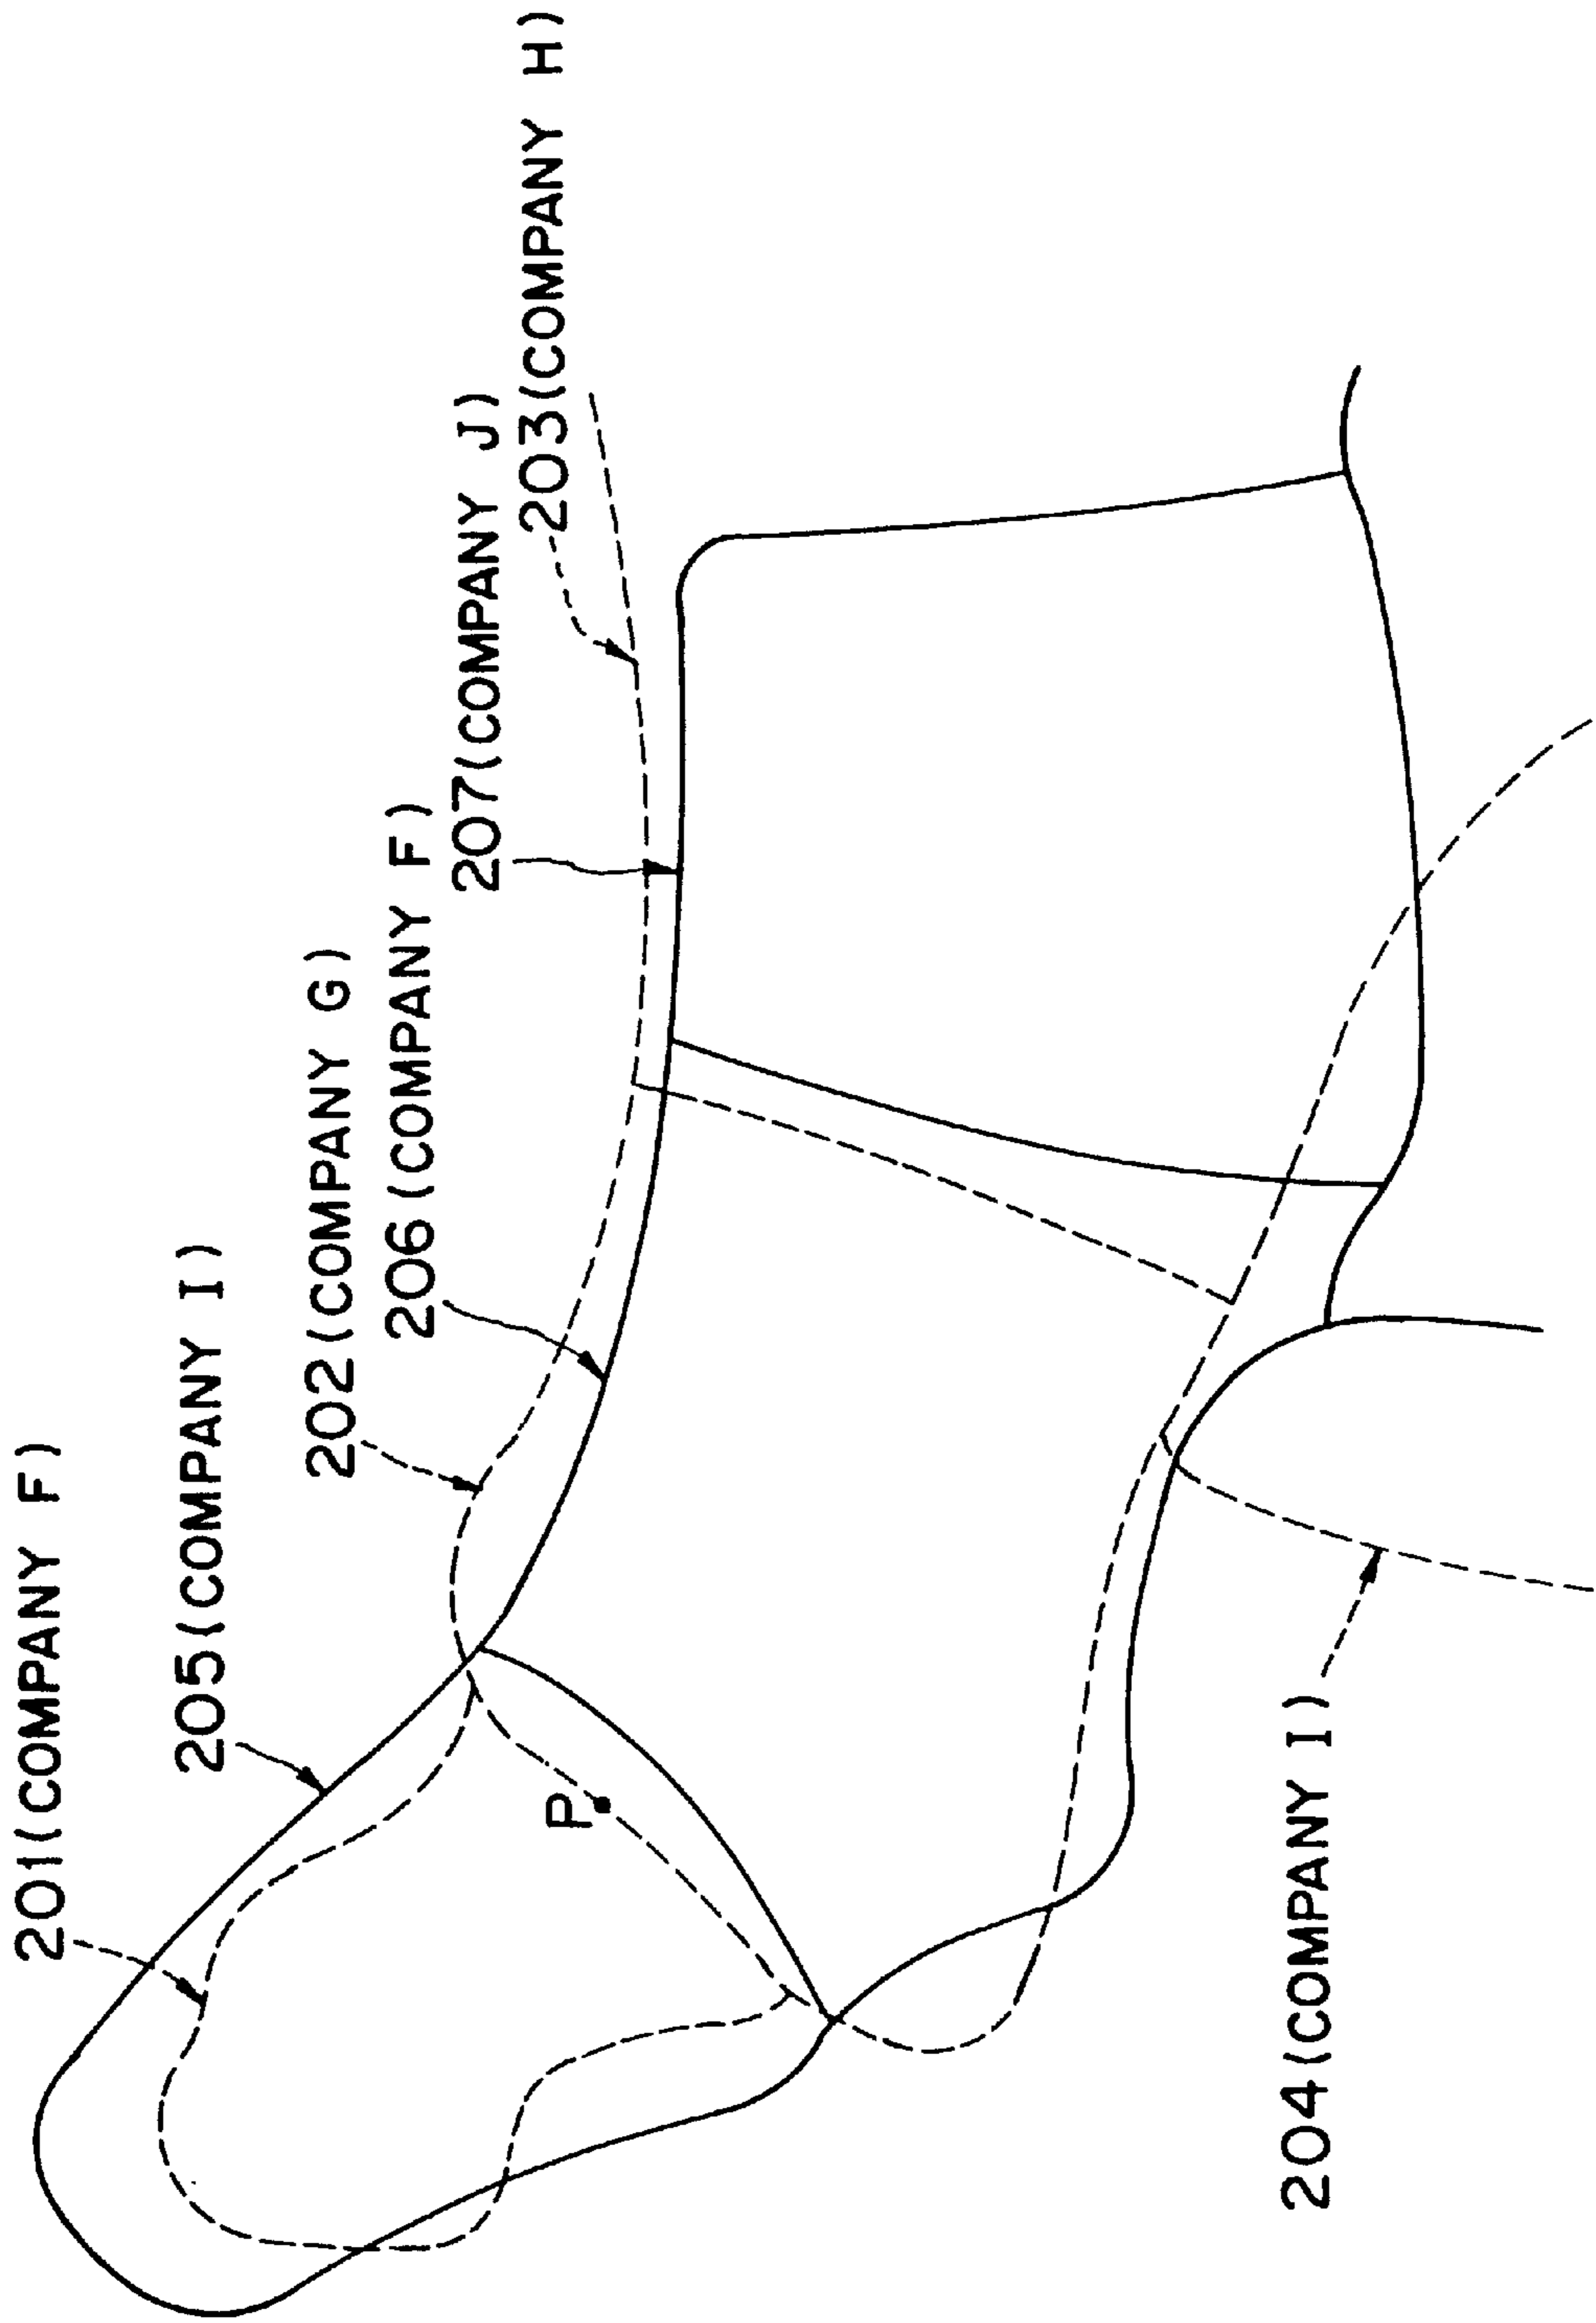 201(COMPANY F)
205(COMPANY I)
202(COMPANY G)
206(COMPANY F)
207(COMPANY J)
203(COMPANY H)
P
204(COMPANY I)